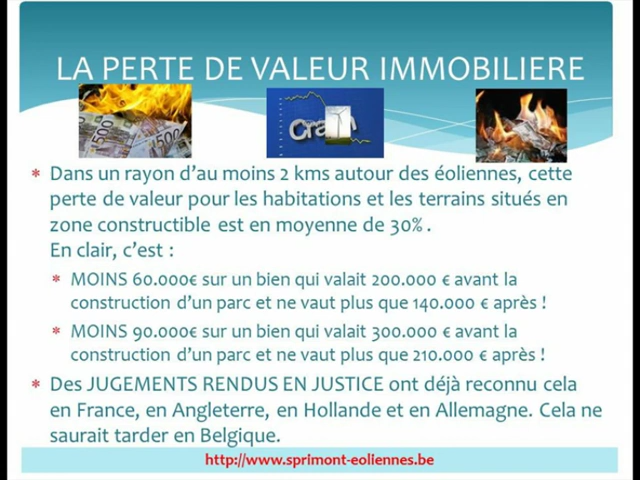 LA PERTE DE VALEUR IMMOBILIERE
500
Cra
Dans un rayon d'au moins 2 kms autour des éoliennes, cette
perte de valeur pour les habitations et les terrains situés en
zone constructible est en moyenne de 30% .
En clair, c'est :
MOINS 60.000€ sur un bien qui valait 200.000 € avant la
construction d'un parc et ne vaut plus que 140.000 € après !
MOINS 90.000€ sur un bien qui valait 300.000 € avant la
construction d'un parc et ne vaut plus que 210.000 € après !
Des JUGEMENTS RENDUS EN JUSTICE ont déjà reconnu cela
en France, en Angleterre, en Hollande et en Allemagne. Cela ne
saurait tarder en Belgique.
http://www.sprimont-eoliennes.be